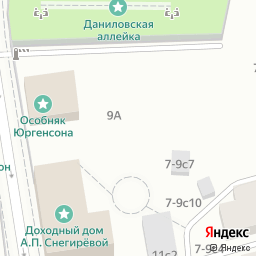 Даниловская
аллейка
Особняк
Юргенсона
9А
7-9с7
7-9с10
Доходный дом
А.П. Снегирёвой
11с2
Яндекс